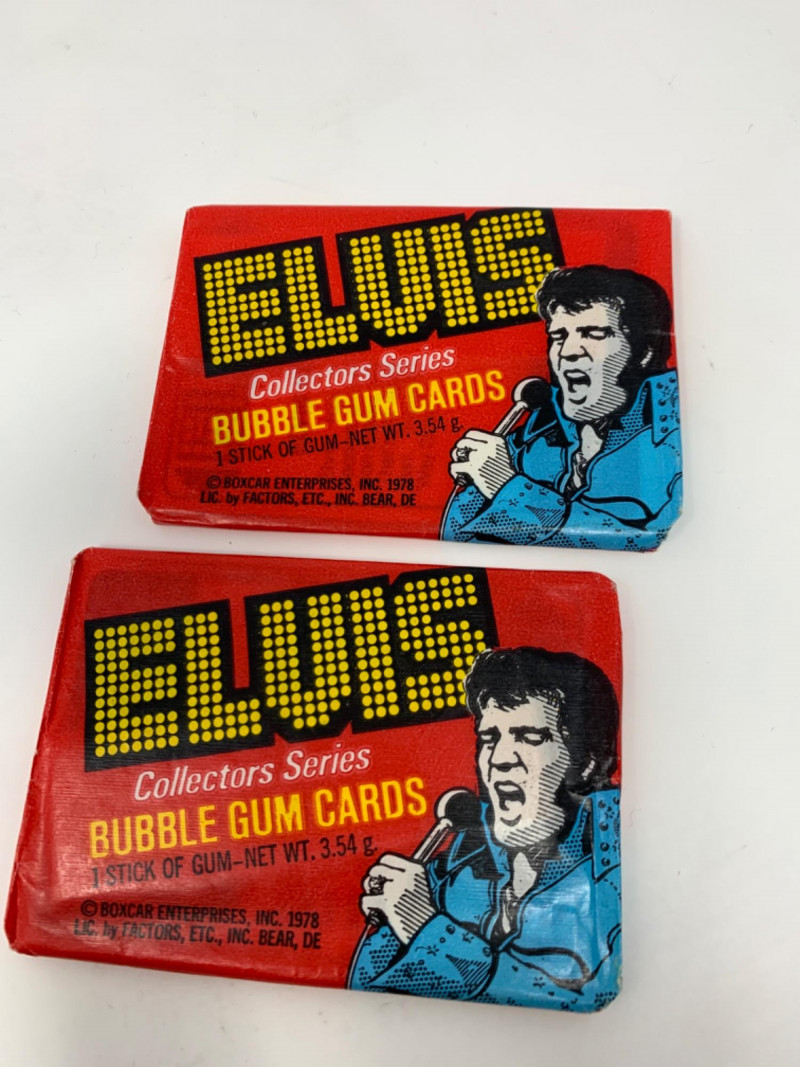 ELVIS
Collectors Series
BUBBLE GUM CARDS
1 STICK OF GUM–NET WT. 3.54 g.
© BOXCAR ENTERPRISES, INC. 1978
LIC. by FACTORS, ETC., INC. BEAR, DE
ELVIS
Collectors Series
BUBBLE GUM CARDS
1 STICK OF GUM–NET WT. 3.54 g.
© BOXCAR ENTERPRISES, INC. 1978
LIC. by FACTORS, ETC., INC. BEAR, DE